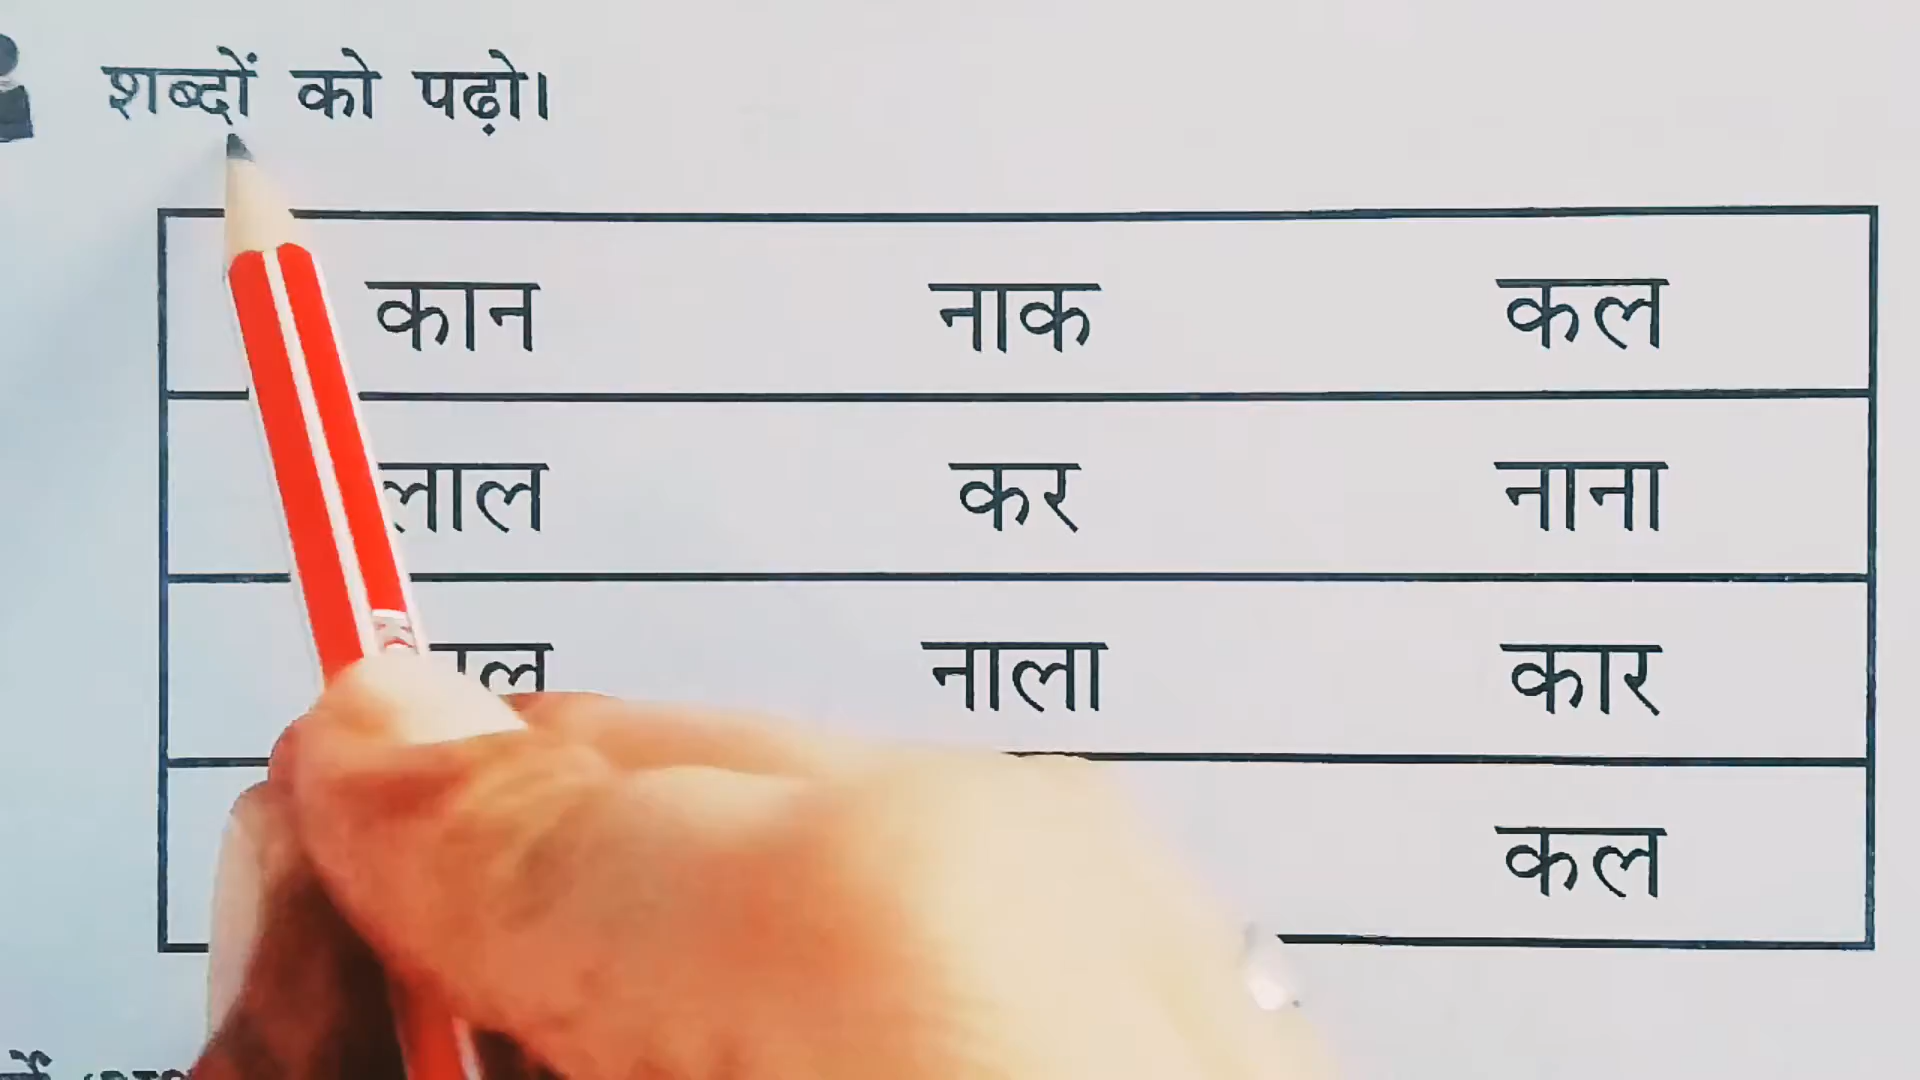 शब्दों को पढ़ो।
कान नाक कल
लाल कर नाना
नाला कार
कल